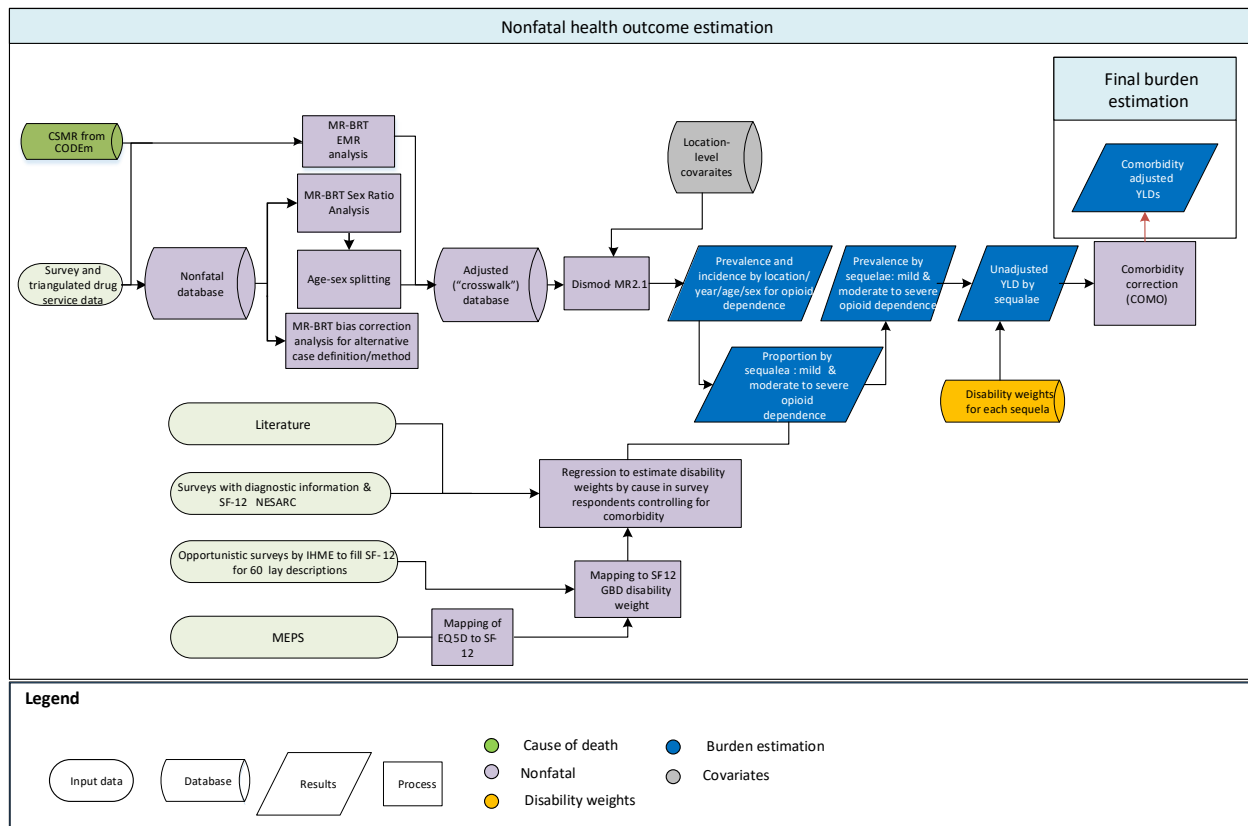 Nonfatal health outcome estimation
Final burden
estimation
CSMR from
CODEm
MR-BRT
EMR
analysis
Location-
level
covaraites
Comorbidity
adjusted
YLDs
MR-BRT Sex Ratio
Analysis
Survey and
triangulated drug
service data
Nonfatal
database
Age-sex splitting
Adjusted
("crosswalk")
database
Dismod-MR2.1
Prevalence and
incidence by location/
year/age/sex for opioid
dependence
Prevalence by
sequelae: mild &
moderate to severe
opioid dependence
Unadjusted
YLD by
sequalae
Comorbidity
correction
(COMO)
MR-BRT bias correction
analysis for alternative
case definition/method
Proportion by
sequalea : mild &
moderate to severe
opioid
dependence
Disability weights
for each sequela
Literature
Surveys with diagnostic information &
SF-12 NESARC
Regression to estimate disability
weights by cause in survey
respondents controlling for
comorbidity
Opportunistic surveys by IHME to fill SF-12
for 60 lay descriptions
Mapping to SF12
GBD disability
weight
MEPS
Mapping of
EQ5D to SF-
12
Legend
Input data
Database
Results
Process
Cause of death
Nonfatal
Disability weights
Burden estimation
Covariates